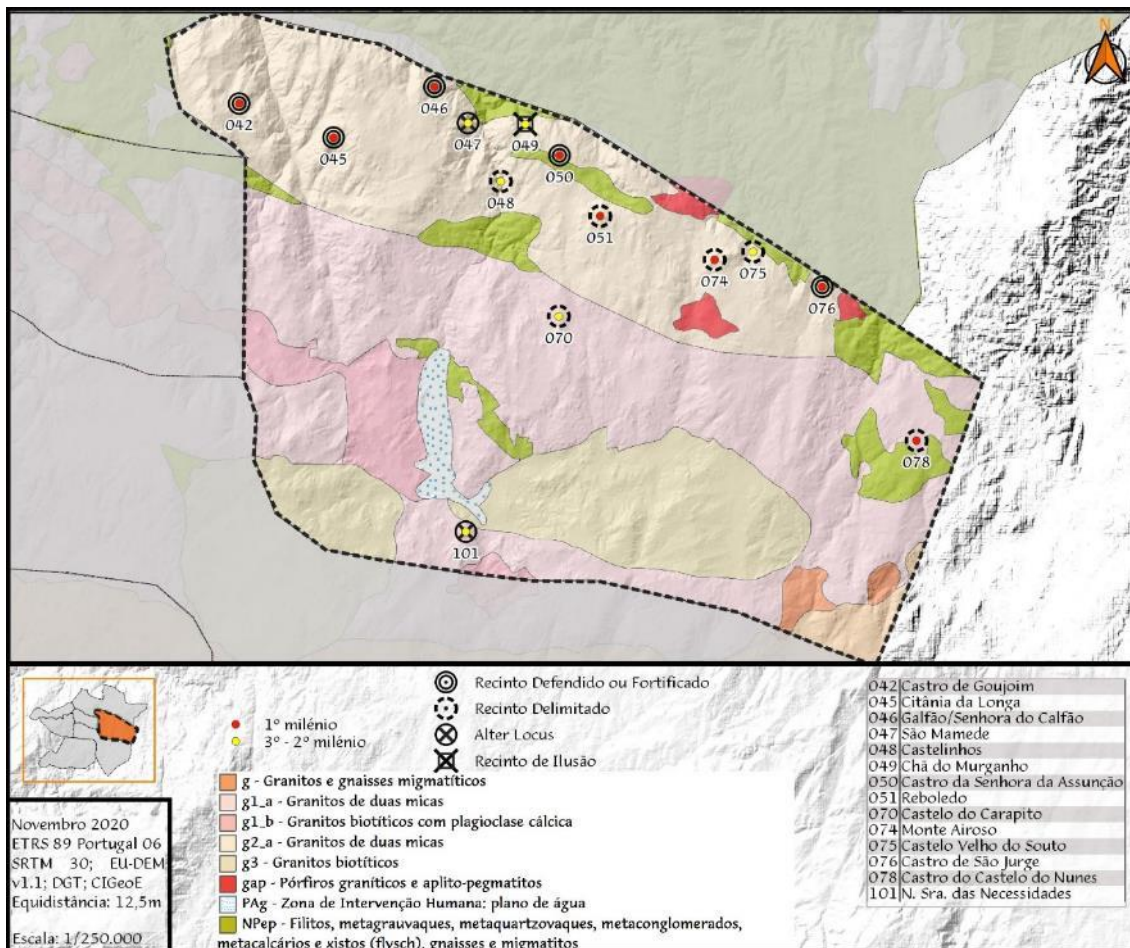 N
042
045
046
047
049
050
048
051
074
075
076
070
078
101
1º milénio
3º - 2º milénio
Recinto Defendido ou Fortificado
Recinto Delimitado
Alter Locus
Recinto de Ilusão
g - Granitos e gnaisses migmatíticos
g1_a - Granitos de duas micas
g1_b - Granitos biotíticos com plagioclase cálcica
g2_a - Granitos de duas micas
g3 - Granitos biotíticos
gap - Pórfiros graníticos e aplito-pegmatitos
PAg - Zona de Intervenção Humana: plano de água
NPep - Filitos, metagrauvaques, metaquartzovaques, metaconglomerados,
metacalcários e xistos (flysch), gnaisses e migmatitos
Novembro 2020
ETRS 89 Portugal 06
SRTM 30; EU-DEM
v1.1; DGT; CIGeoE
Equidistância: 12,5m
Escala: 1/250.000
042 Castro de Goujoim
045 Citânia da Longa
046 Galfão/Senhora do Calfão
047 São Mamede
048 Castelinhos
049 Chã do Murganho
050 Castro da Senhora da Assunção
051 Reboledo
070 Castelo do Carapito
074 Monte Airoso
075 Castelo Velho do Souto
076 Castro de São Jurge
078 Castro do Castelo do Nunes
101 N. Sra. das Necessidades